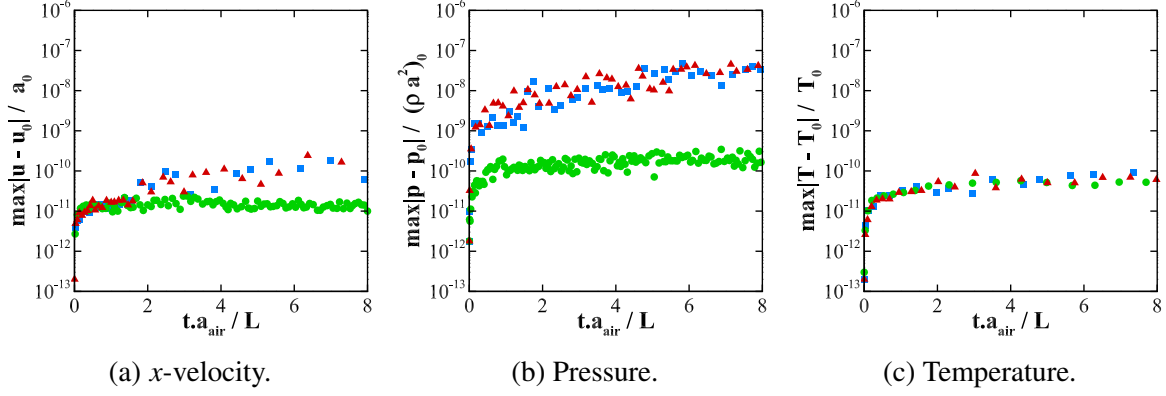 10⁻⁶ 10⁻⁷ 10⁻⁸ 10⁻⁹ 10⁻¹⁰ 10⁻¹¹ 10⁻¹² 10⁻¹³
max|u - u₀| / a₀
0 2 4 6 8
t.a_air / L
(a) x-velocity.
10⁻⁶ 10⁻⁷ 10⁻⁸ 10⁻⁹ 10⁻¹⁰ 10⁻¹¹ 10⁻¹² 10⁻¹³
max|p - p₀| / (ρ a²)₀
0 2 4 6 8
t.a_air / L
(b) Pressure.
10⁻⁶ 10⁻⁷ 10⁻⁸ 10⁻⁹ 10⁻¹⁰ 10⁻¹¹ 10⁻¹² 10⁻¹³
max|T - T₀| / T₀
0 2 4 6 8
t.a_air / L
(c) Temperature.